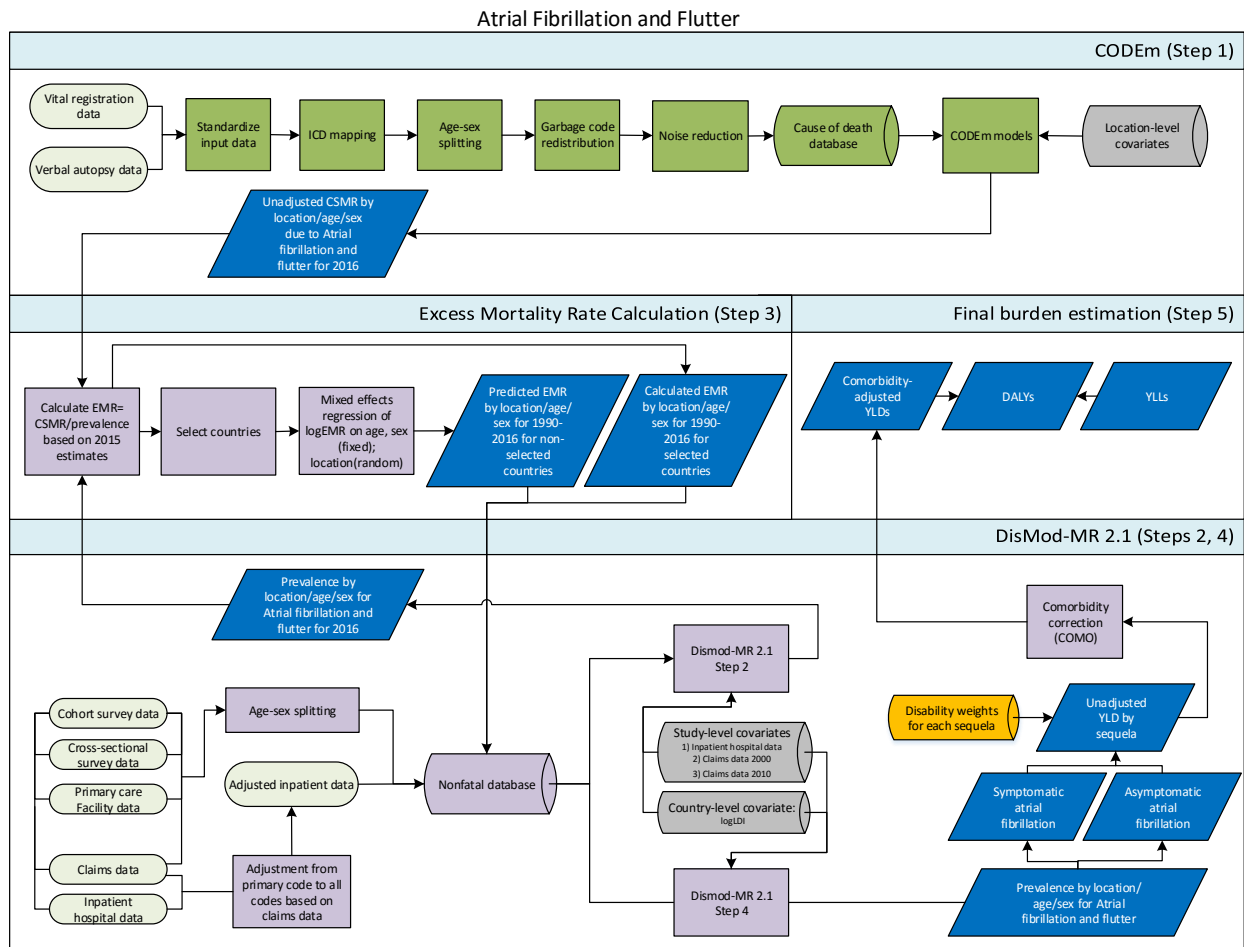 Atrial Fibrillation and Flutter
CODEm (Step 1)
Vital registration
data
Verbal autopsy data
Standardize
input data
ICD mapping
Age-sex
splitting
Garbage code
redistribution
Noise reduction
Cause of death
database
CODEm models
Location-level
covariates
Unadjusted CSMR by
location/age/sex
due to Atrial
fibrillation and
flutter for 2016
Excess Mortality Rate Calculation (Step 3)
Calculate EMR=
CSMR/prevalence
based on 2015
estimates
Select countries
Mixed effects
regression of
logEMR on age, sex
(fixed);
location(random)
Predicted EMR
by location/age/
sex for 1990-
2016 for non-
selected
countries
Calculated EMR
by location/age/
sex for 1990-
2016 for
selected
countries
Final burden estimation (Step 5)
Comorbidity-
adjusted
YLDs
DALYs
YLLs
DisMod-MR 2.1 (Steps 2, 4)
Prevalence by
location/age/sex for
Atrial fibrillation and
flutter for 2016
Cohort survey data
Cross-sectional
survey data
Primary care
Facility data
Claims data
Inpatient
hospital data
Age-sex splitting
Adjusted inpatient data
Adjustment from
primary code to all
codes based on
claims data
Nonfatal database
Dismod-MR 2.1
Step 2
Study-level covariates
1) Inpatient hospital data
2) Claims data 2000
3) Claims data 2010
Country-level covariate:
logLDI
Dismod-MR 2.1
Step 4
Comorbidity
correction
(COMO)
Disability weights
for each sequela
Unadjusted
YLD by
sequela
Symptomatic
atrial
fibrillation
Asymptomatic
atrial
fibrillation
Prevalence by location/
age/sex for Atrial
fibrillation and flutter